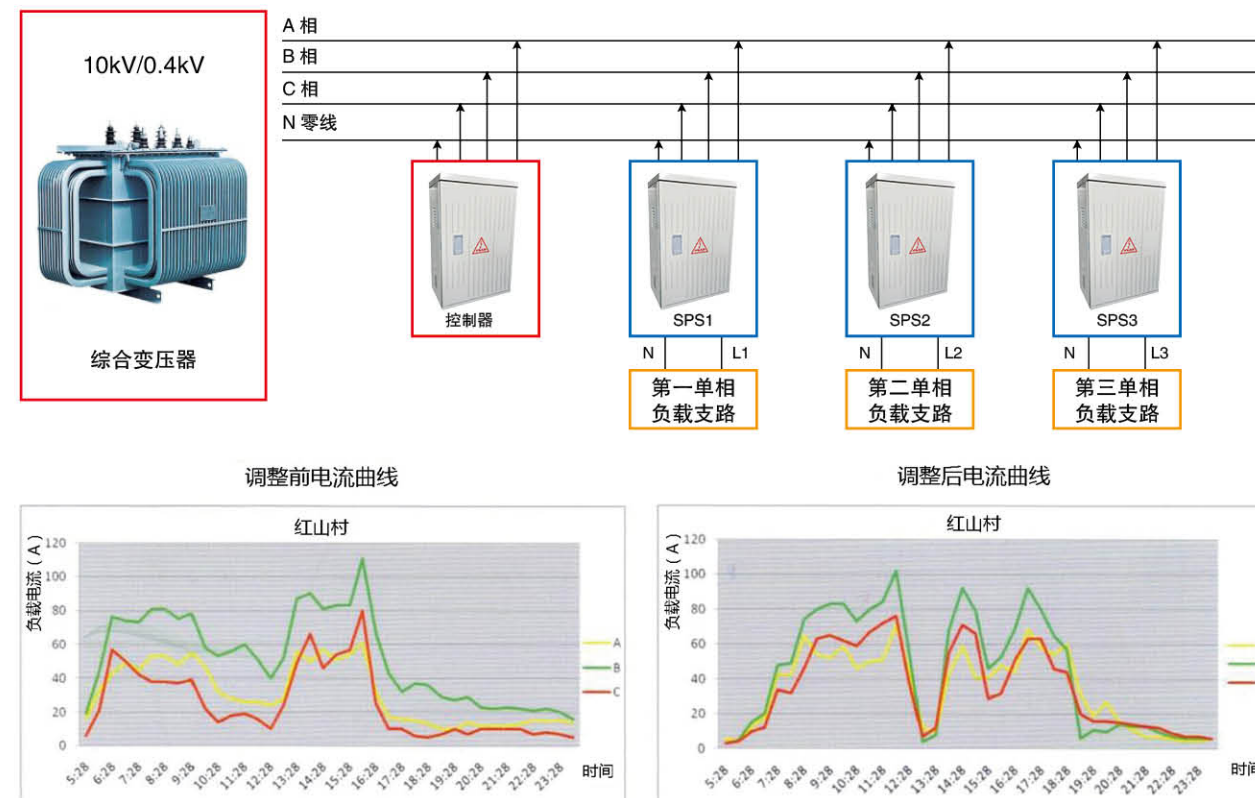 10kV/0.4kV
综合变压器
A 相
B 相
C 相
N 零线
控制器
SPS1
SPS2
SPS3
N
L1
N
L2
N
L3
第一单相
负载支路
第二单相
负载支路
第三单相
负载支路
调整前电流曲线
红山村
负载电流(A)
120
100
80
60
40
20
0
5:28
6:28
7:28
8:28
9:28
10:28
11:28
12:28
13:28
14:28
15:28
16:28
17:28
18:28
19:28
20:28
21:28
22:28
23:28
时间
A
B
C
调整后电流曲线
红山村
负载电流(A)
120
100
80
60
40
20
0
5:28
6:28
7:28
8:28
9:28
10:28
11:28
12:28
13:28
14:28
15:28
16:28
17:28
18:28
19:28
20:28
21:28
22:28
23:28